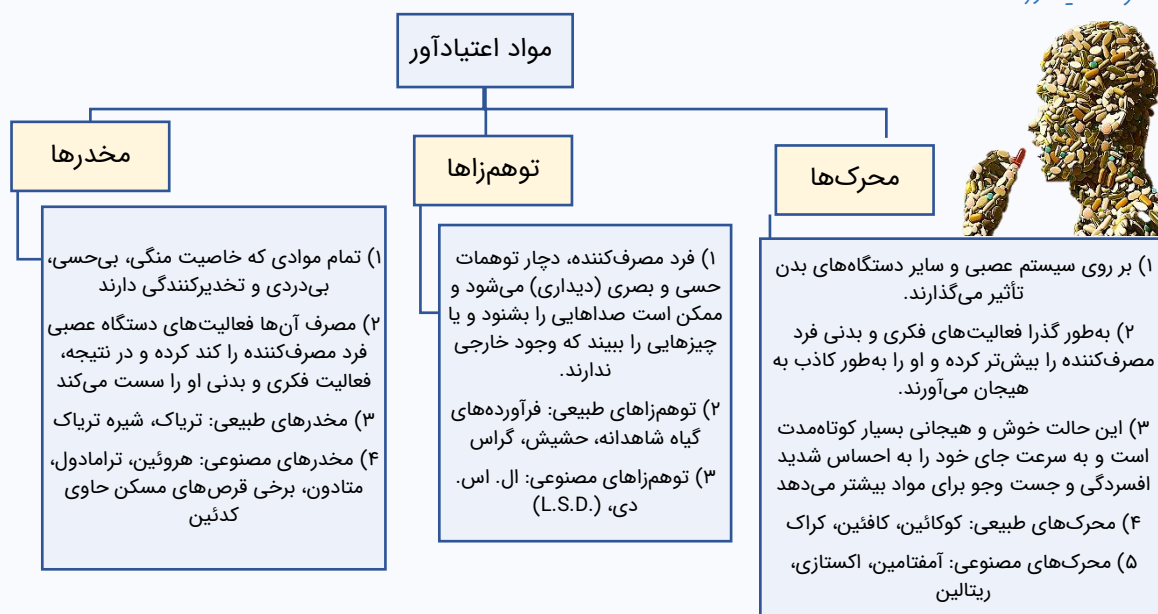 مواد اعتیادآور
محرک‌ها
۱) بر روی سیستم عصبی و سایر دستگاه‌های بدن
تأثیر می‌گذارند.
۲) به‌طور گذرا فعالیت‌های فکری و بدنی فرد
مصرف‌کننده را بیش‌تر کرده و او را به‌طور کاذب به
هیجان می‌آورند.
۳) این حالت خوش و هیجانی بسیار کوتاه‌مدت
است و به سرعت جای خود را به احساس شدید
افسردگی و جست وجو برای مواد بیشتر می‌دهد
۴) محرک‌های طبیعی: کوکائین، کافئین، کراک
۵) محرک‌های مصنوعی: آمفتامین، اکستازی،
ریتالین
توهم‌زاها
۱) فرد مصرف‌کننده، دچار توهمات
حسی و بصری (دیداری) می‌شود و
ممکن است صداهایی را بشنود و یا
چیزهایی را ببیند که وجود خارجی
ندارند.
۲) توهم‌زاهای طبیعی: فرآورده‌های
گیاه شاهدانه، حشیش، گراس
۳) توهم‌زاهای مصنوعی: ال. اس.
دی، (L.S.D.)
مخدرها
۱) تمام موادی که خاصیت منگی، بی‌حسی،
بی‌دردی و تخدیرکنندگی دارند
۲) مصرف آن‌ها فعالیت‌های دستگاه عصبی
فرد مصرف‌کننده را کند کرده و در نتیجه،
فعالیت فکری و بدنی او را سست می‌کند
۳) مخدرهای طبیعی: تریاک، شیره تریاک
۴) مخدرهای مصنوعی: هروئین، ترامادول،
متادون، برخی قرص‌های مسکن حاوی
کدئین